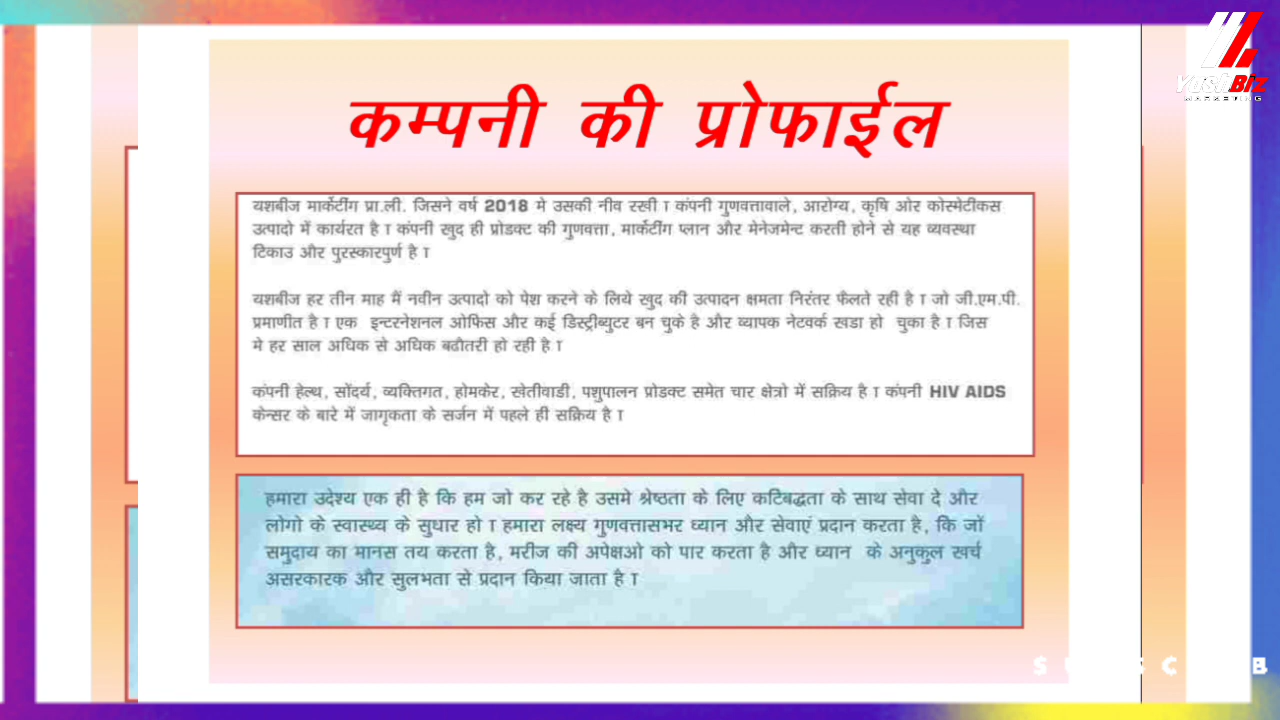 YashBiz
MARKETING
कम्पनी की प्रोफाईल
यशबीज मार्केटींग प्रा.ली. जिसने वर्ष 2018 मे उसकी नीव रखी । कंपनी गुणवत्तावाले, आरोग्य, कृषि ओर कोस्मेटीकस
उत्पादो में कार्यरत है । कंपनी खुद ही प्रोडक्ट की गुणवत्ता, मार्केटींग प्लान और मेनेजमेन्ट करती होने से यह व्यवस्था
टिकाउ और पुरस्कारपुर्ण है ।
यशबीज हर तीन माह मैं नवीन उत्पादो को पेश करने के लिये खुद की उत्पादन क्षमता निरंतर फैलते रही है । जो जी.एम.पी.
प्रमाणीत है । एक इन्टरनेशनल ओफिस और कई डिस्ट्रीब्युटर बन चुके है और व्यापक नेटवर्क खडा हो चुका है । जिस
मे हर साल अधिक से अधिक बढौतरी हो रही है ।
कंपनी हेल्थ, सोंदर्य, व्यक्तिगत, होमकेर, खेतीवाडी, पशुपालन प्रोडक्ट समेत चार क्षेत्रो में सक्रिय है । कंपनी HIV AIDS
केन्सर के बारे में जागृकता के सर्जन में पहले ही सक्रिय है ।
हमारा उदेश्य एक ही है कि हम जो कर रहे है उसमे श्रेष्ठता के लिए कटिबद्धता के साथ सेवा दे और
लोगो के स्वास्थ्य के सुधार हो । हमारा लक्ष्य गुणवत्तासभर ध्यान और सेवाएं प्रदान करता है, कि जों
समुदाय का मानस तय करता है, मरीज की अपेक्षओ को पार करता है और ध्यान के अनुकुल खर्च
असरकारक और सुलभता से प्रदान किया जाता है ।